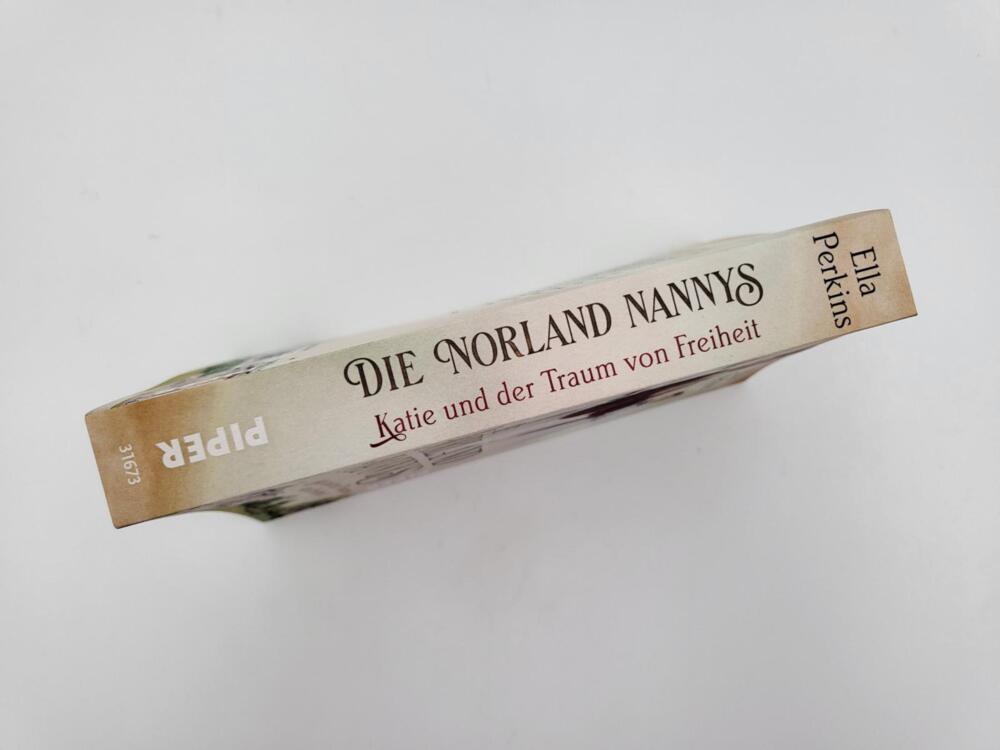 Ella
Perkins
DIE NORLAND NANNYS
Katie und der Traum von Freiheit
PIPER
31673